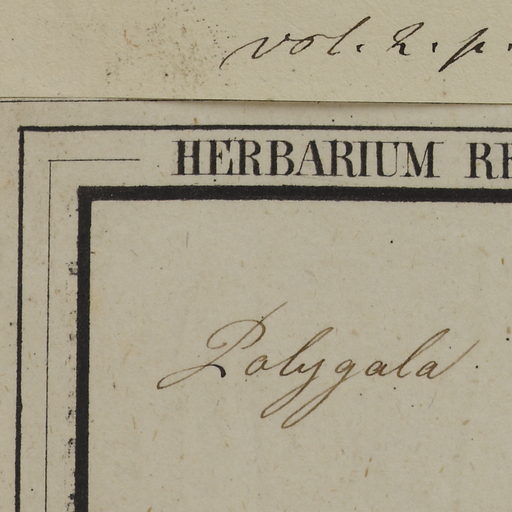 vol. 2. p.
HERBARIUM RE
Polygala